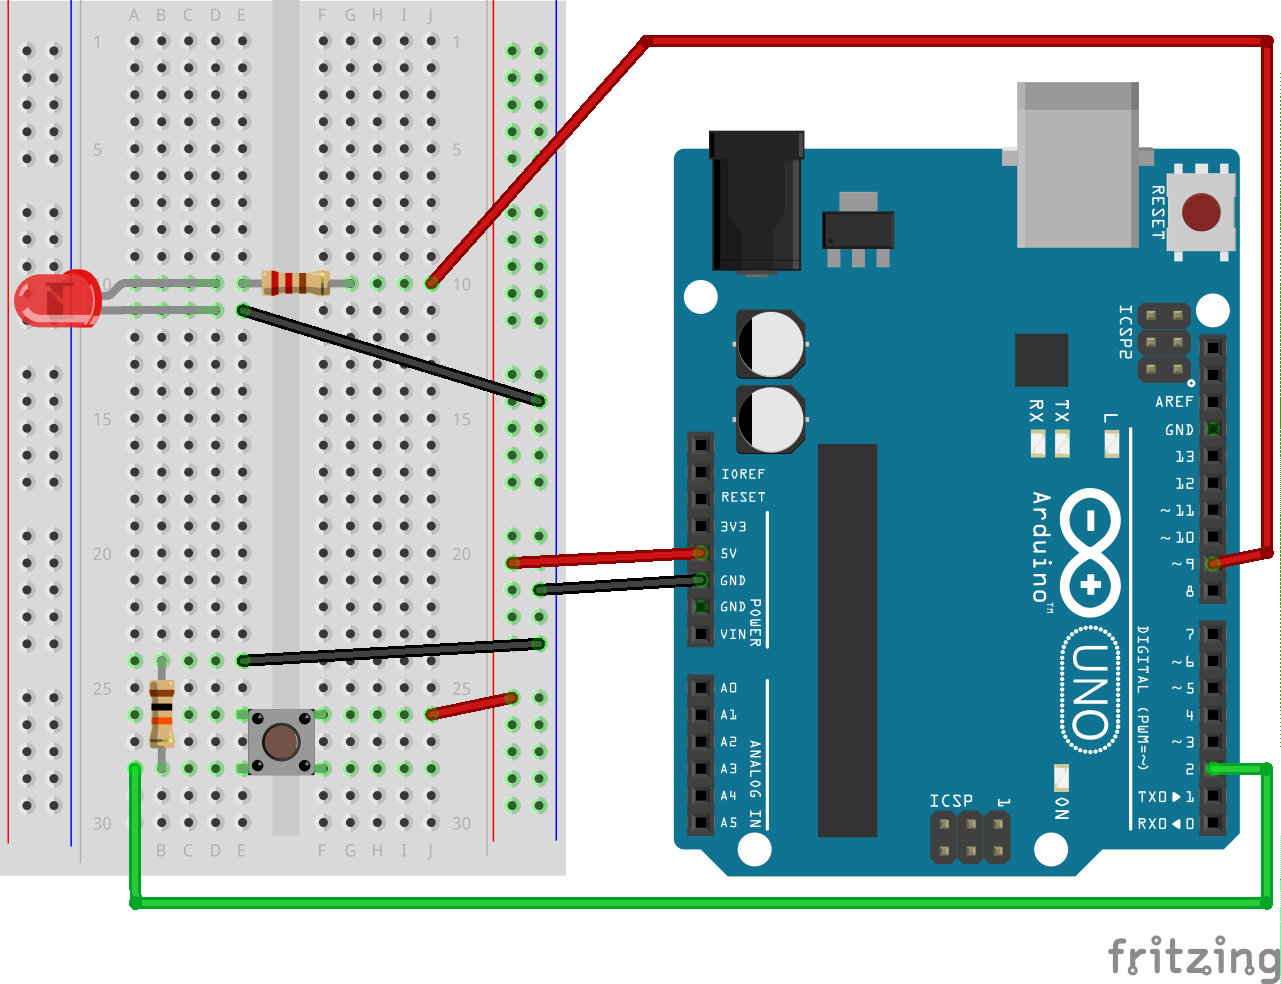 A B C D E F G H I J
1 1
5 5
10 10
15 15
20 20
25 25
30 30
B C D E F G H I J
RESET
ICSP2
AREF
GND
13
12
~11
~10
~9
8
7
~6
~5
4
~3
2
TX0▶1
RX0◀0
DIGITAL (PWM=~)
RX
TX
L
IOREF
RESET
3V3
5V
GND
GND
VIN
POWER
A0
A1
A2
A3
A4
A5
ANALOG IN
Arduino™
UNO
ON
ICSP
1
fritzing